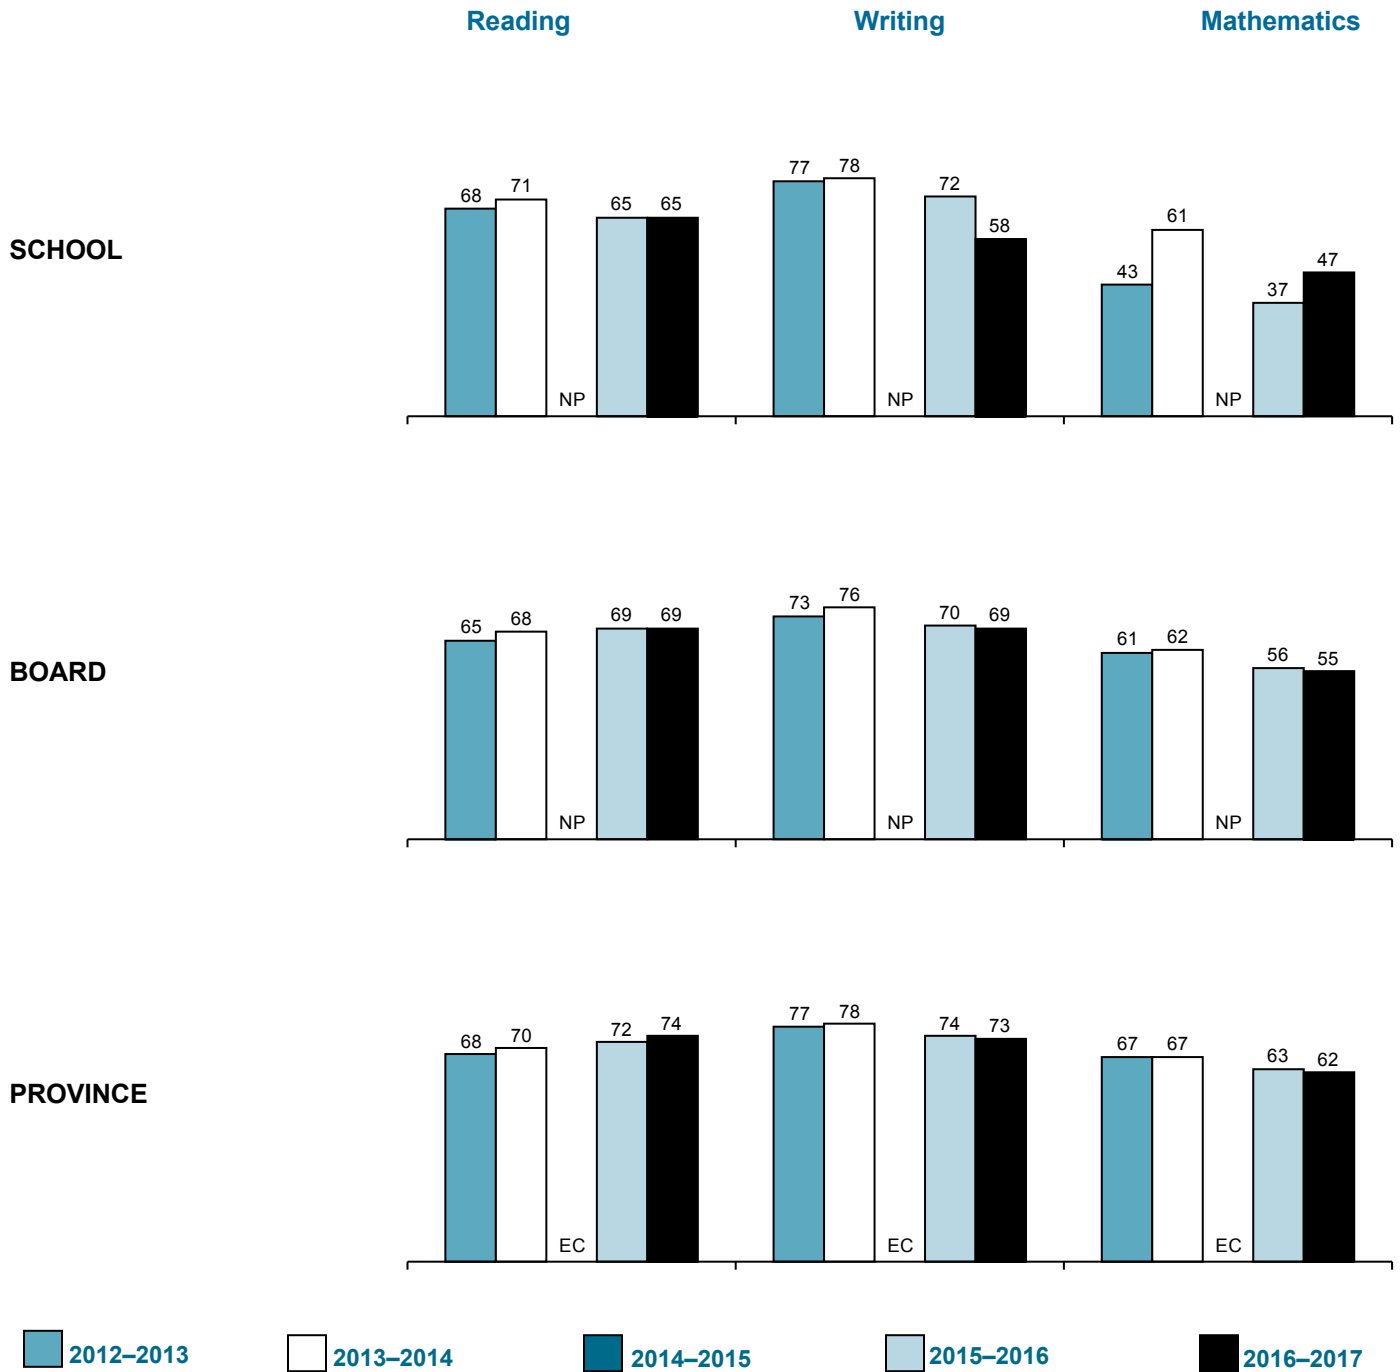 Reading Writing Mathematics
SCHOOL
68 71 NP 65 65 77 78 NP 72 58 43 61 NP 37 47
BOARD
65 68 NP 69 69 73 76 NP 70 69 61 62 NP 56 55
PROVINCE
68 70 EC 72 74 77 78 EC 74 73 67 67 EC 63 62
2012–2013 2013–2014 2014–2015 2015–2016 2016–2017